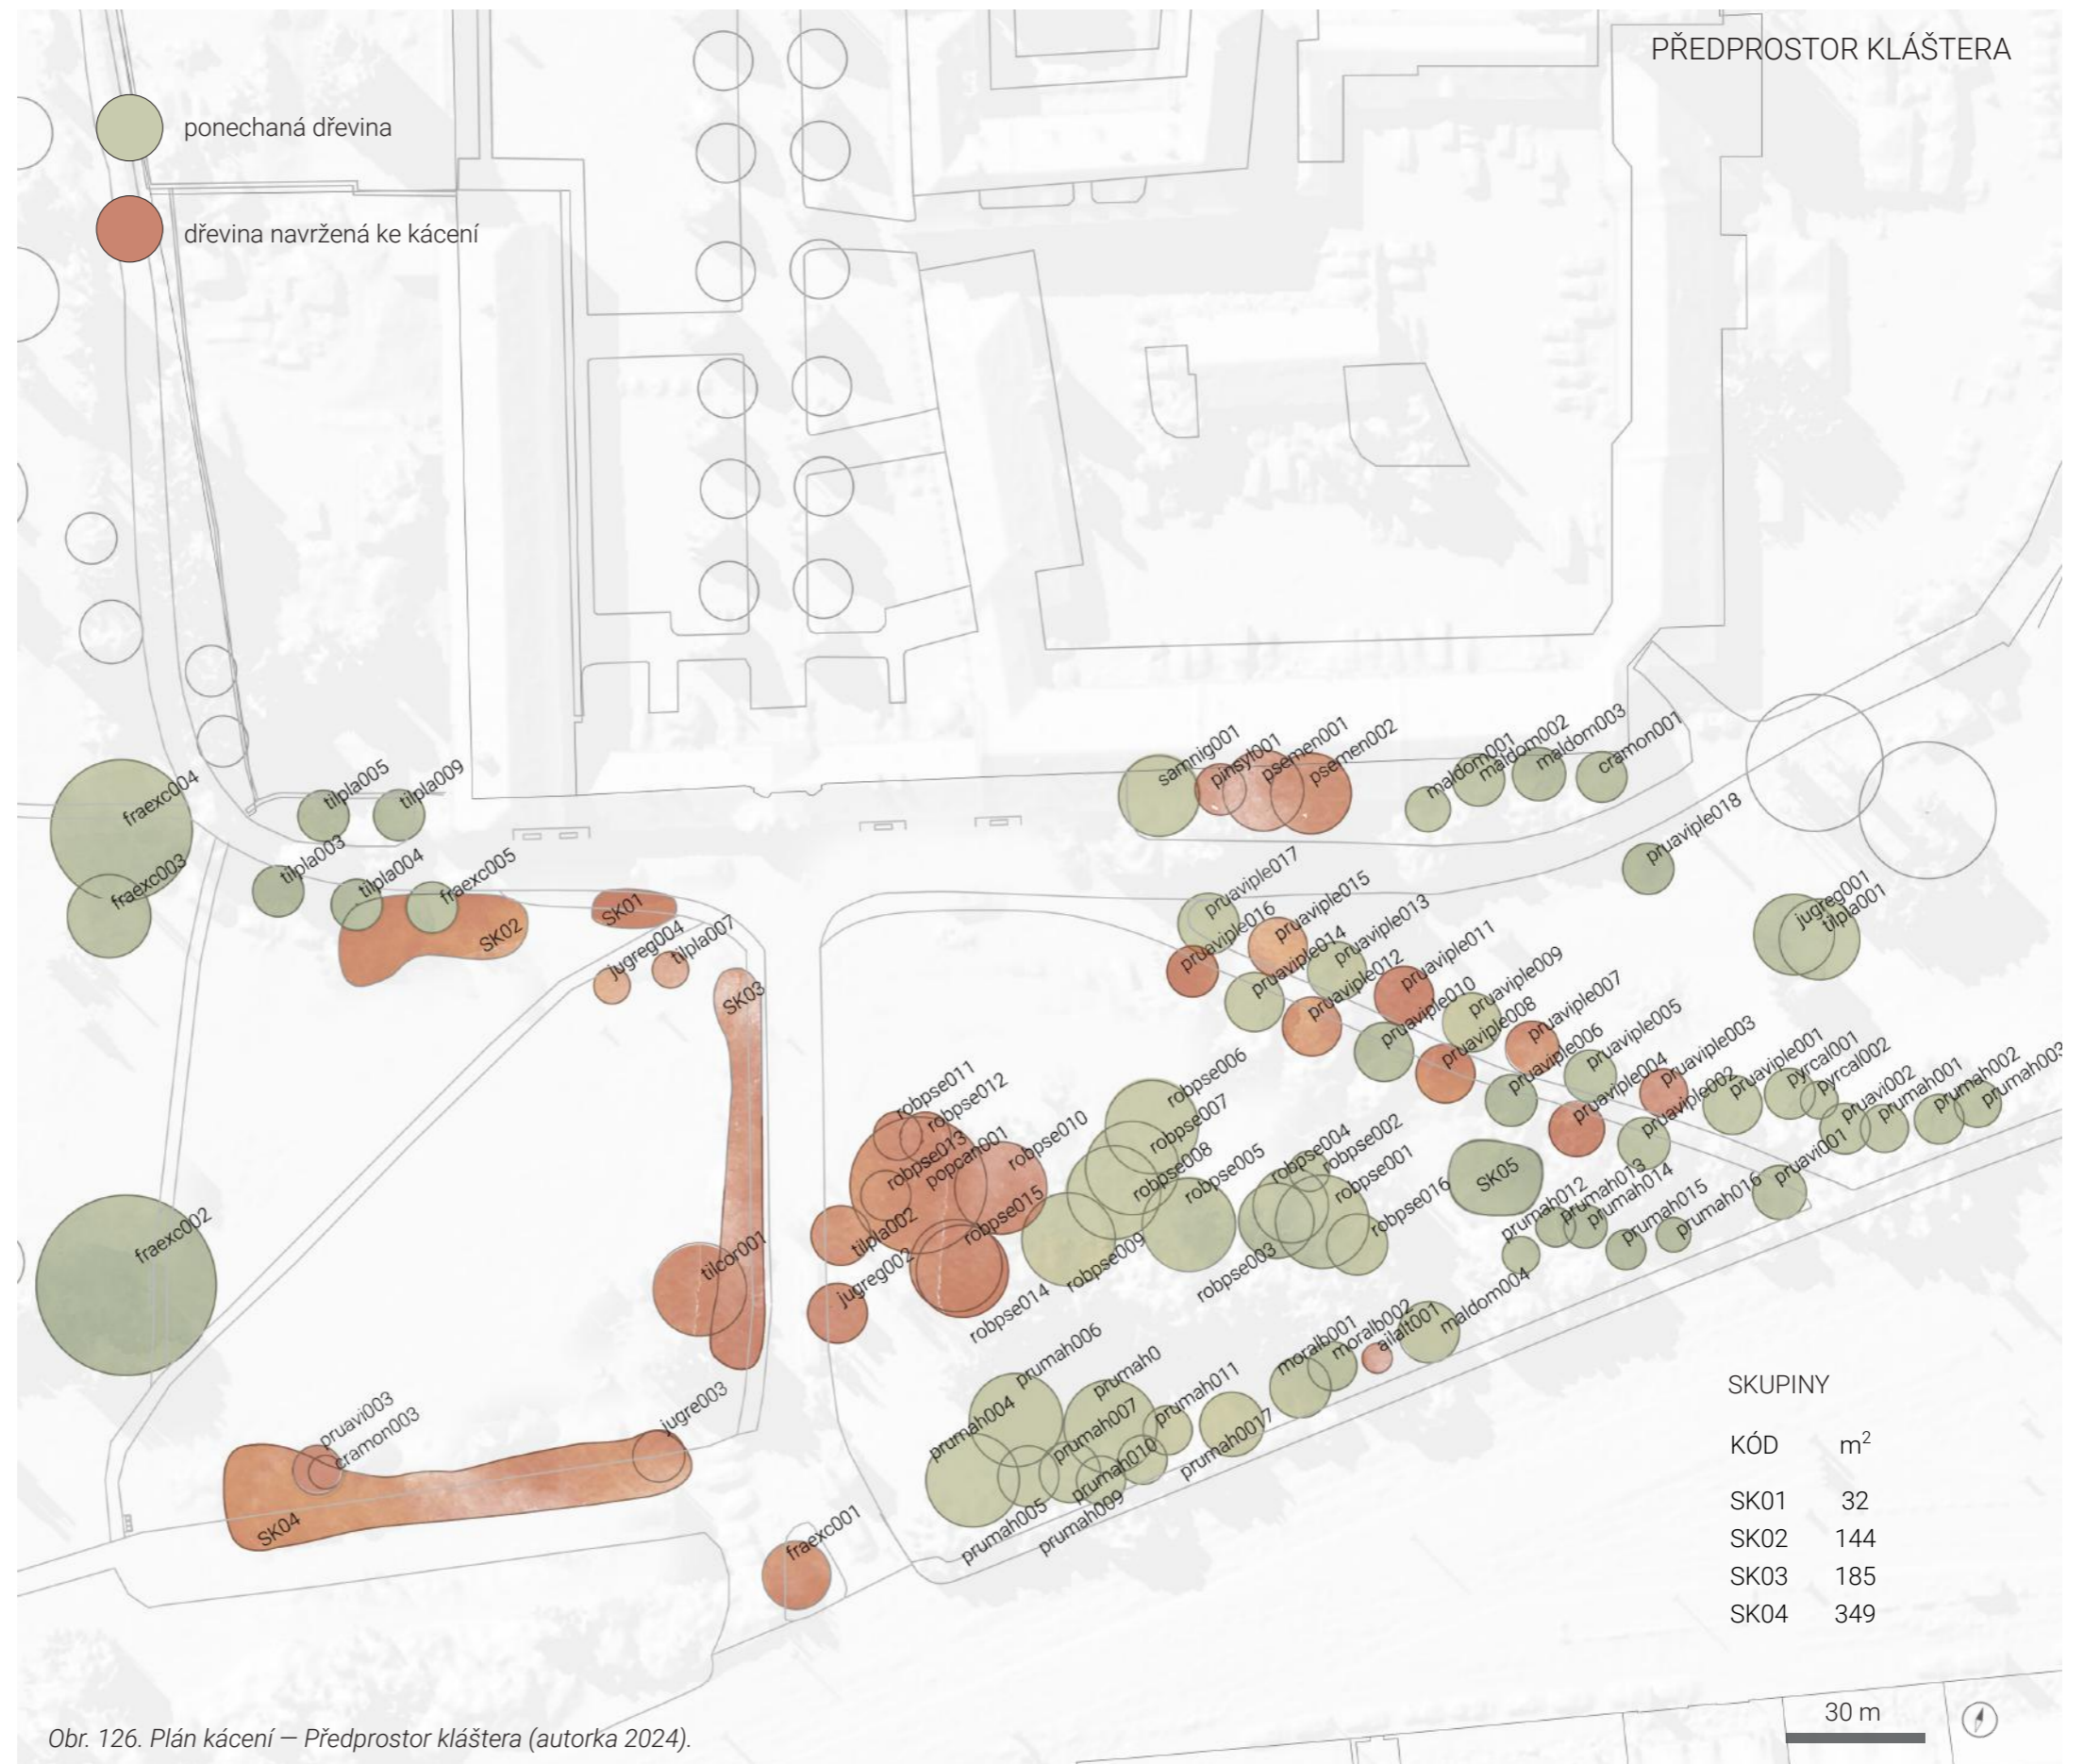 PŘEDPROSTOR KLÁŠTERA
ponechaná dřevina
dřevina navržená ke kácení
samnig001
pinsyl001
psemen001
psemen002
maldom001
maldom002
maldom003
cramon001
fraexc004
tilpla005
tilpla009
fraexc003
tilpla003
tilpla004
fraexc005
SK02
SK01
jugreg004
tilpla007
SK03
pruaviple018
pruaviple017
pruaviple016
pruaviple015
pruaviple014
pruaviple013
pruaviple012
pruaviple011
pruaviple010
pruaviple009
pruaviple008
pruaviple007
pruaviple006
pruaviple005
pruaviple004
pruaviple003
pruaviple002
pruaviple001
jugreg001
tilpla001
pyrcal001
pyrcal002
pruavi002
prumah001
prumah002
prumah003
pruavi001
robpse011
robpse012
robpse013
popcan001
robpse010
robpse015
tilpla002
jugreg002
robpse006
robpse007
robpse008
robpse005
robpse009
robpse014
robpse004
robpse002
robpse001
robpse003
robpse016
SK05
prumah012
prumah013
prumah014
prumah015
prumah016
fraexc002
tilcor001
moralb001
moralb002
ailalt001
maldom004
prumah006
prumah0
prumah011
prumah004
prumah007
prumah010
prumah0017
prumah005
prumah009
pruavi003
cramon003
jugre003
SK04
fraexc001
SKUPINY
KÓD m²
SK01 32
SK02 144
SK03 185
SK04 349
30 m
Obr. 126. Plán kácení — Předprostor kláštera (autorka 2024).